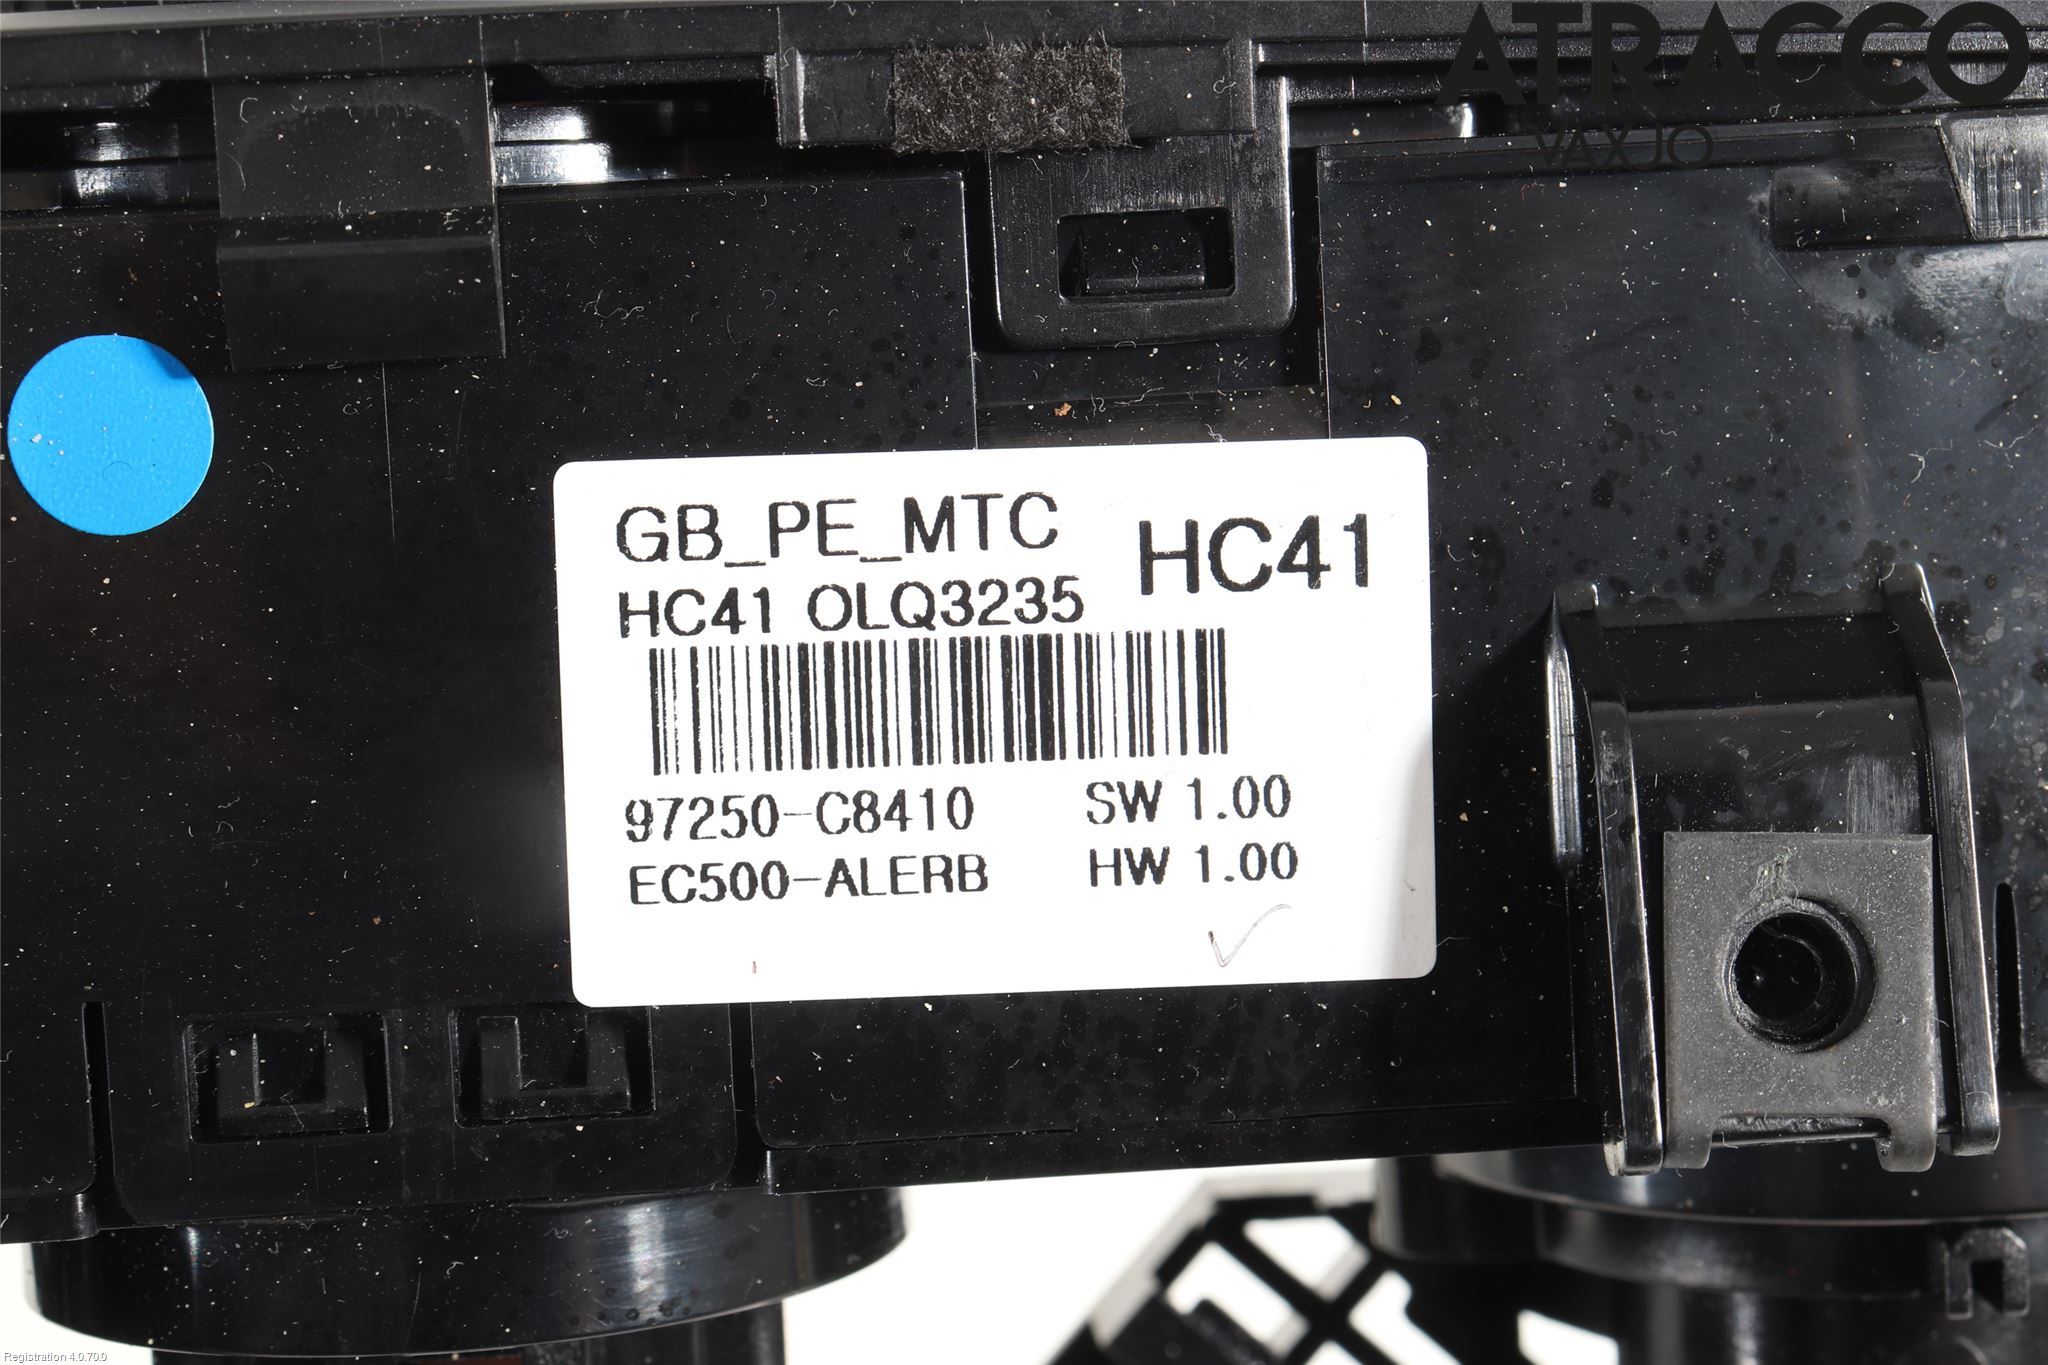 ATRACCO
VAXJO
GB_PE_MTC
HC41
HC41 OLQ3235
97250-C8410 SW 1.00
EC500-ALERB HW 1.00
Registration 4.0.70.0